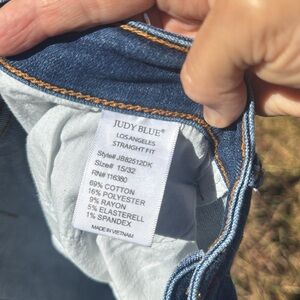 JUDY BLUE®
LOS ANGELES
STRAIGHT FIT
Style# JB82512DK
Size# 15/32
RN# 116380
69% COTTON
16% POLYESTER
9% RAYON
5% ELASTERELL
1% SPANDEX
MADE IN VIETNAM